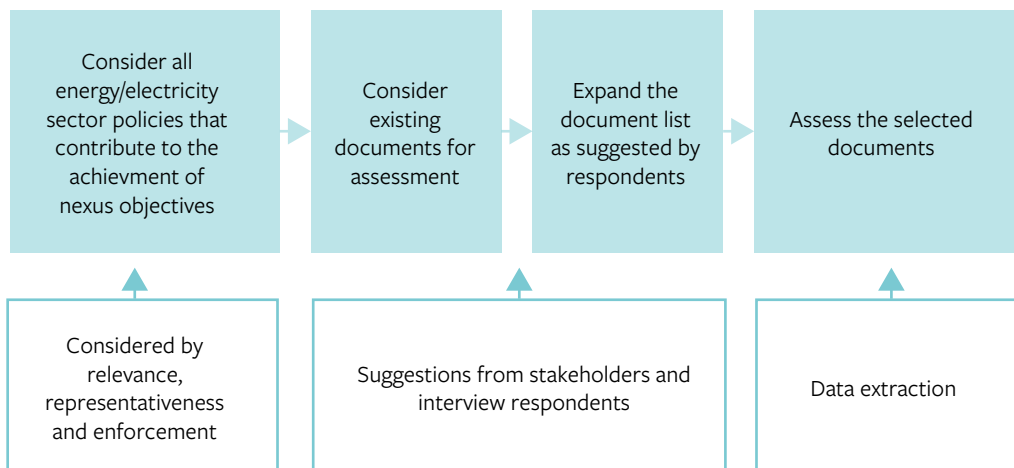 Consider all
energy/electricity
sector policies that
contribute to the
achievment of
nexus objectives
Consider
existing
documents for
assessment
Expand the
document list
as suggested by
respondents
Assess the selected
documents
Considered by
relevance,
representativeness
and enforcement
Suggestions from stakeholders and
interview respondents
Data extraction